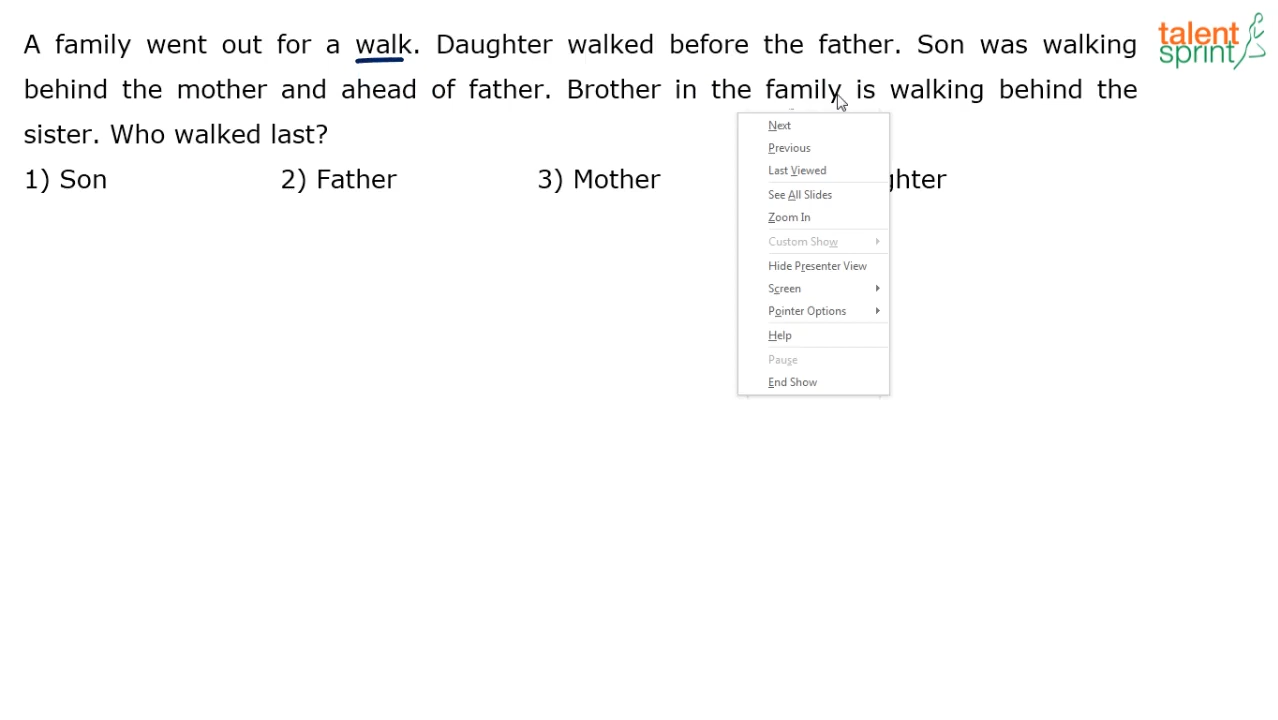 A family went out for a walk. Daughter walked before the father. Son was walking
behind the mother and ahead of father. Brother in the family is walking behind the
sister. Who walked last?
1) Son 2) Father 3) Mother ghter
talent
sprint
Next
Previous
Last Viewed
See All Slides
Zoom In
Custom Show
Hide Presenter View
Screen
Pointer Options
Help
Pause
End Show